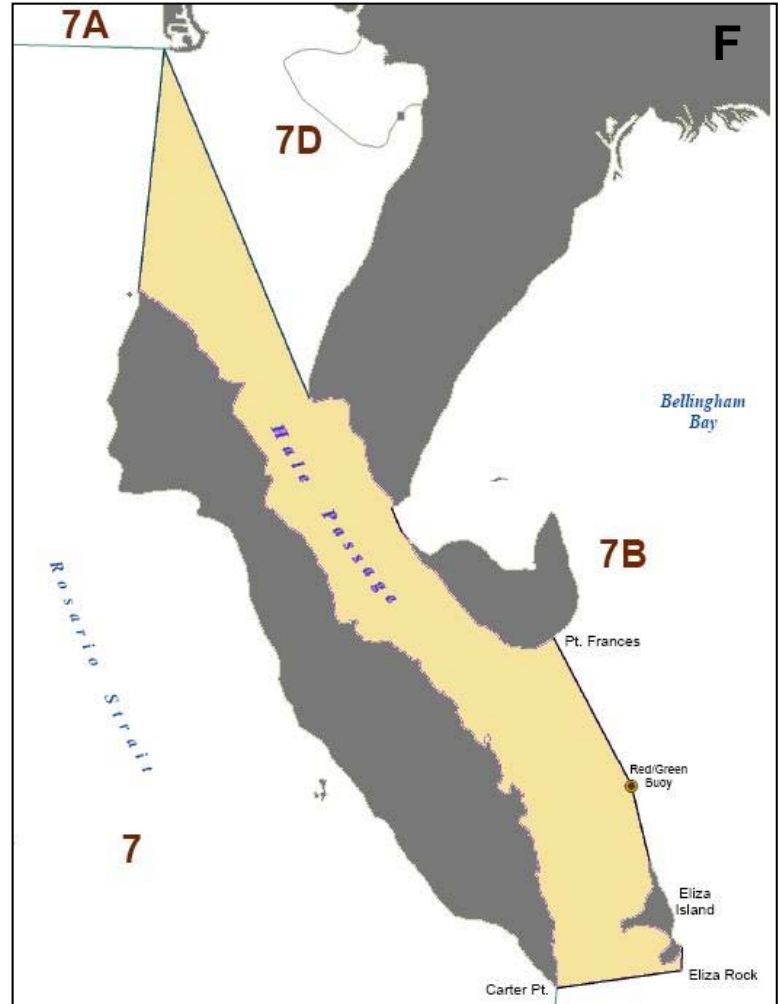 7A
F
7D
Bellingham
Bay
Hale Passage
7B
Rosario Strait
Pt. Frances
Red/Green
Buoy
7
Eliza
Island
Eliza Rock
Carter Pt.